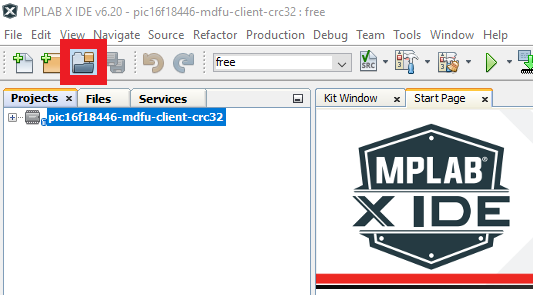 MPLAB X IDE v6.20 - pic16f18446-mdfu-client-crc32 : free
File Edit View Navigate Source Refactor Production Debug Team Tools Window
free
SRC
Projects x Files Services
Kit Window x Start Page x
pic16f18446-mdfu-client-crc32
MPLAB®
X IDE